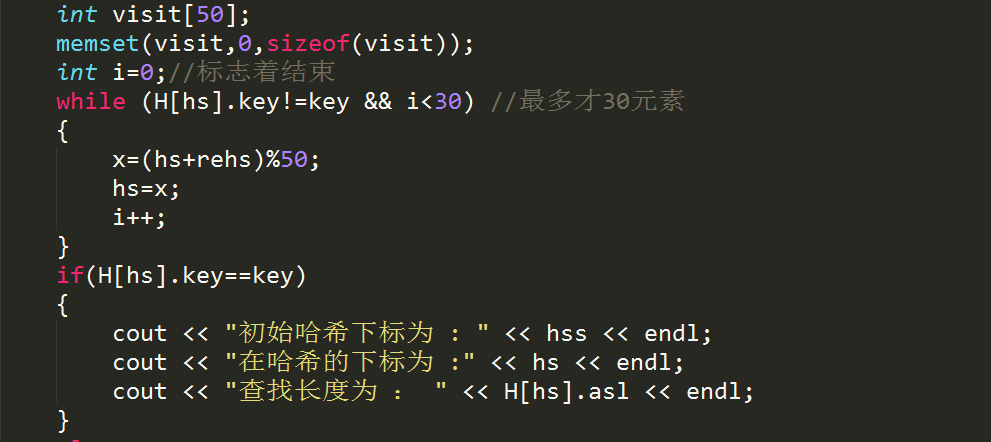 int visit[50];
memset(visit,0,sizeof(visit));
int i=0;//标志着结束
while (H[hs].key!=key && i<30) //最多才30元素
{
x=(hs+rehs)%50;
hs=x;
i++;
}
if(H[hs].key==key)
{
cout << "初始哈希下标为 : " << hss << endl;
cout << "在哈希的下标为 :" << hs << endl;
cout << "查找长度为 : " << H[hs].asl << endl;
}